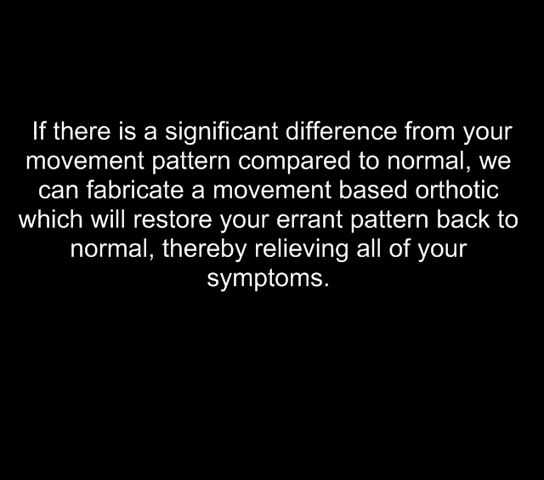 If there is a significant difference from your
movement pattern compared to normal, we
can fabricate a movement based orthotic
which will restore your errant pattern back to
normal, thereby relieving all of your
symptoms.